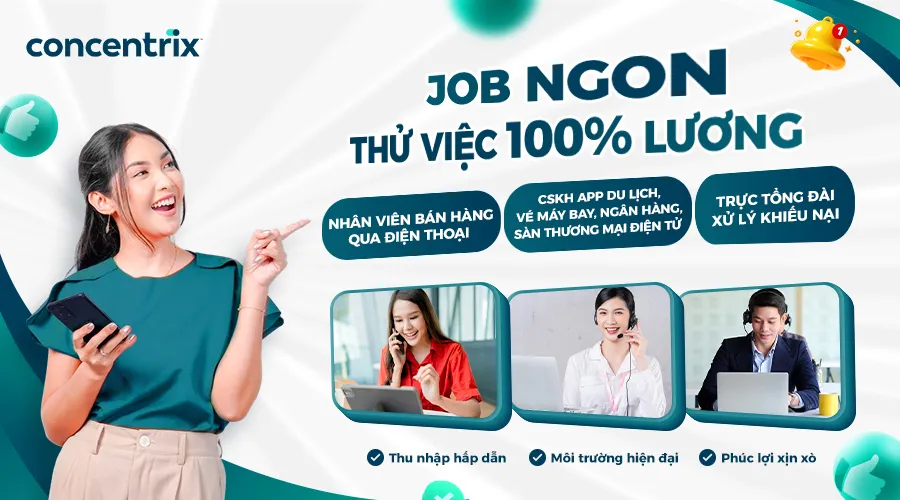 concentrix
1
JOB NGON
THỬ VIỆC 100% LƯƠNG
NHÂN VIÊN BÁN HÀNG
QUA ĐIỆN THOẠI
CSKH APP DU LỊCH,
VÉ MÁY BAY, NGÂN HÀNG,
SÀN THƯƠNG MẠI ĐIỆN TỬ
TRỰC TỔNG ĐÀI
XỬ LÝ KHIẾU NẠI
Thu nhập hấp dẫn
Môi trường hiện đại
Phúc lợi xịn xò